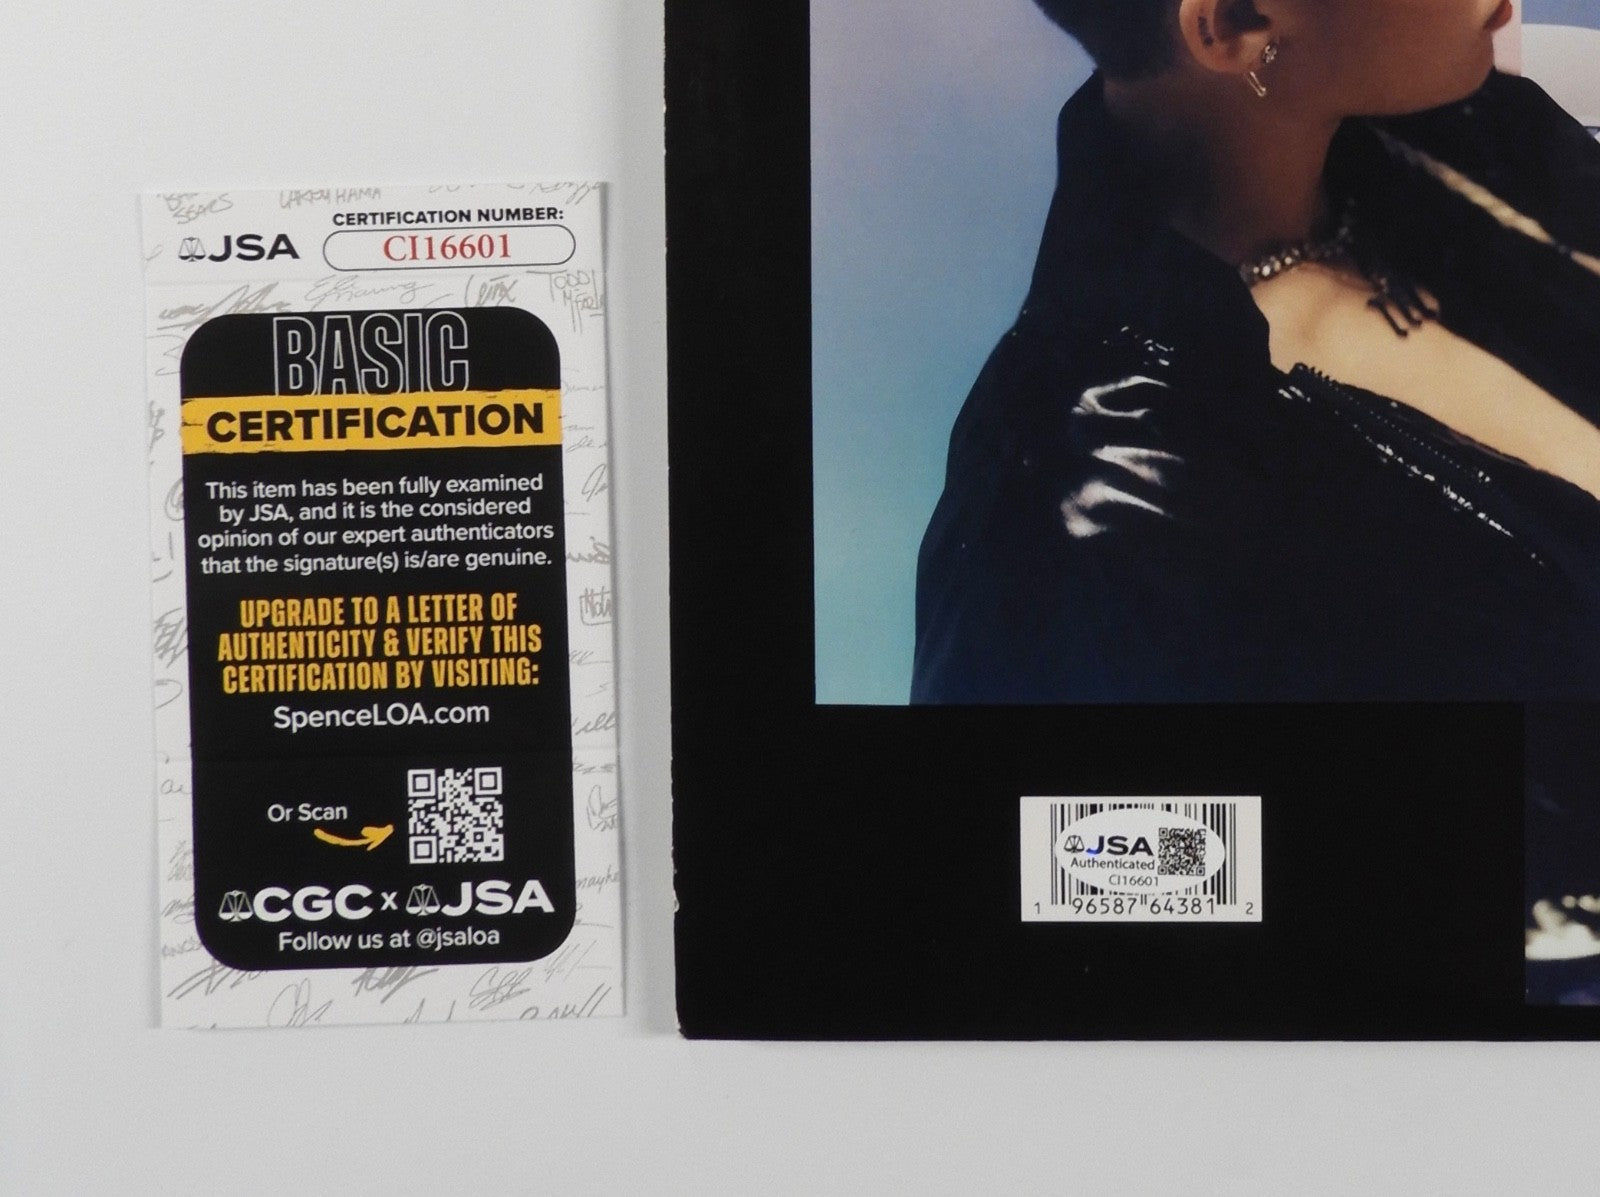 LARRY HAMA
CERTIFICATION NUMBER:
JSA
CI16601
TODD
BASIC
CERTIFICATION
This item has been fully examined
by JSA, and it is the considered
opinion of our expert authenticators
that the signature(s) is/are genuine.
UPGRADE TO A LETTER OF
AUTHENTICITY & VERIFY THIS
CERTIFICATION BY VISITING:
SpenceLOA.com
Or Scan
CGC x JSA
Follow us at @jsaloa
JSA
Authenticated
CI16601
1 96587 64381 2